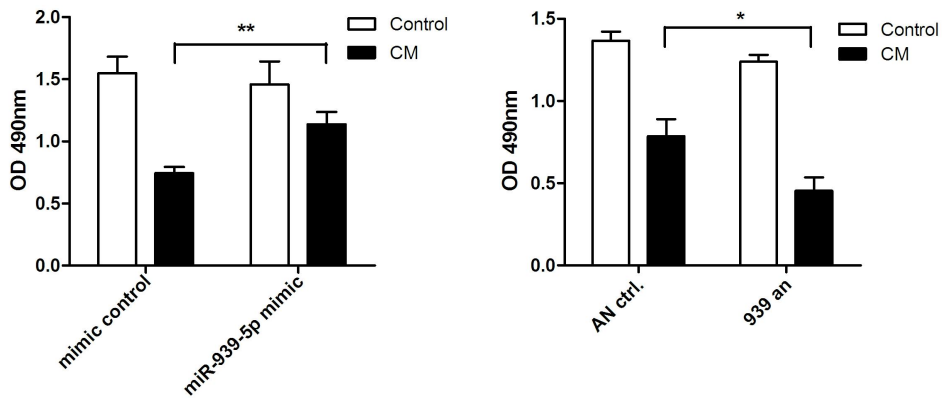 2.0
1.5
1.0
0.5
0.0
OD 490nm
**
Control
CM
mimic control
miR-939-5p mimic
1.5
1.0
0.5
0.0
OD 490nm
*
Control
CM
AN ctrl.
939 an